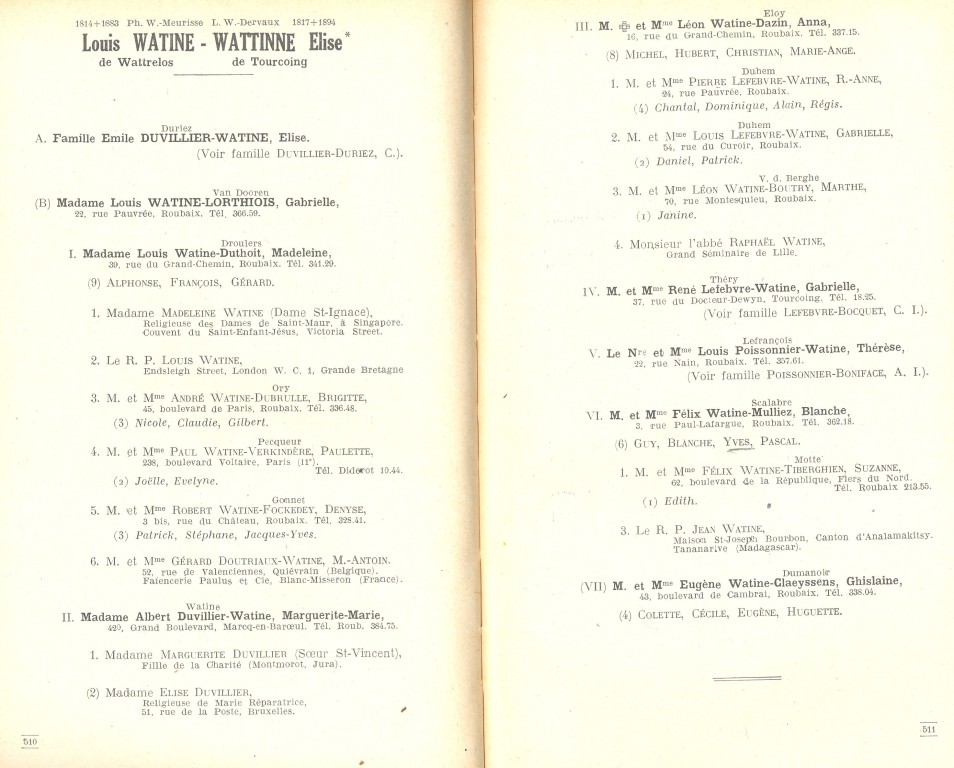 1814+1883 Ph. W.-Meurisse L. W.-Dervaux 1817+1894
Louis WATINE - WATTINNE Elise*
de Wattrelos de Tourcoing
Duriez
A. Famille Emile DUVILLIER-WATINE, Elise.
(Voir famille DUVILLIER-DURIEZ, C.).
Van Dooren
(B) Madame Louis WATINE-LORTHIOIS, Gabrielle,
22, rue Pauvrée, Roubaix. Tél. 366.59.
Droulers
I. Madame Louis Watine-Duthoit, Madeleine,
39, rue du Grand-Chemin, Roubaix. Tél. 341.29.
(9) ALPHONSE, FRANÇOIS, GÉRARD.
1. Madame MADELEINE WATINE (Dame St-Ignace),
Religieuse des Dames de Saint-Maur, à Singapore.
Couvent du Saint-Enfant-Jésus, Victoria Street.
2. Le R. P. LOUIS WATINE,
Endsleigh Street, London W. C. 1, Grande Bretagne
Ory
3. M. et Mme ANDRÉ WATINE-DUBRULLE, BRIGITTE,
45, boulevard de Paris, Roubaix. Tél. 336.48.
(3) Nicole, Claudie, Gilbert.
Pecqueur
4. M. et Mme PAUL WATINE-VERKINDÈRE, PAULETTE,
238, boulevard Voltaire, Paris (11e).
Tél. Diderot 19.44.
(2) Joëlle, Evelyne.
Gonnet
5. M. et Mme ROBERT WATINE-FOCKEDEY, DENYSE,
3 bis, rue du Château, Roubaix. Tél. 328.41.
(3) Patrick, Stéphane, Jacques-Yves.
6. M. et Mme GÉRARD DOUTRIAUX-WATINE, M.-ANTOIN.
52, rue de Valenciennes, Quiévrain (Belgique).
Faïencerie Paulus et Cie, Blanc-Misseron (France).
Watine
II. Madame Albert Duvillier-Watine, Marguerite-Marie,
429, Grand Boulevard, Marcq-en-Barœul. Tél. Roub. 384.75.
1. Madame MARGUERITE DUVILLIER (Sœur St-Vincent),
Fillle de la Charité (Montmorot, Jura).
(2) Madame ELISE DUVILLIER,
Religieuse de Marie Réparatrice,
51, rue de la Poste, Bruxelles.
510
Eloy
III. M. ✙ et Mme Léon Watine-Dazin, Anna,
16, rue du Grand-Chemin, Roubaix. Tél. 337.15.
(8) MICHEL, HUBERT, CHRISTIAN, MARIE-ANGE.
Duhem
1. M. et Mme PIERRE LEFEBVRE-WATINE, R.-ANNE,
24, rue Pauvrée, Roubaix.
(4) Chantal, Dominique, Alain, Régis.
Duhem
2. M. et Mme LOUIS LEFEBVRE-WATINE, GABRIELLE,
54, rue du Curoir, Roubaix.
(2) Daniel, Patrick.
V. d. Berghe
3. M. et Mme LÉON WATINE-BOUTRY, MARTHE,
70, rue Montesquieu, Roubaix.
(1) Janine.
4. Monsieur l'abbé RAPHAËL WATINE,
Grand Séminaire de Lille.
Théry
IV. M. et Mme René Lefebvre-Watine, Gabrielle,
37, rue du Docteur-Dewyn, Tourcoing, Tél. 18.25.
(Voir famille LEFEBVRE-BOCQUET, C. I.).
Lefrançois
V. Le Nre et Mme Louis Poissonnier-Watine, Thérèse,
22, rue Nain, Roubaix. Tél. 357.61.
(Voir famille POISSONNIER-BONIFACE, A. I.).
Scalabre
VI. M. et Mme Félix Watine-Mulliez, Blanche,
3, rue Paul-Lafargue, Roubaix. Tél. 362.18.
(6) GUY, BLANCHE, YVES, PASCAL.
Motte
1. M. et Mme FÉLIX WATINE-TIBERGHIEN, SUZANNE,
62, boulevard de la République, Flers du Nord.
Tél. Roubaix 213.55.
(1) Edith.
3. Le R. P. JEAN WATINE,
Maison St-Joseph Bourbon, Canton d'Analamakitsy.
Tananarive (Madagascar).
Dumanoir
(VII) M. et Mme Eugène Watine-Claeyssens, Ghislaine,
43, boulevard de Cambrai, Roubaix. Tél. 338.04.
(4) COLETTE, CÉCILE, EUGÈNE, HUGUETTE.
511